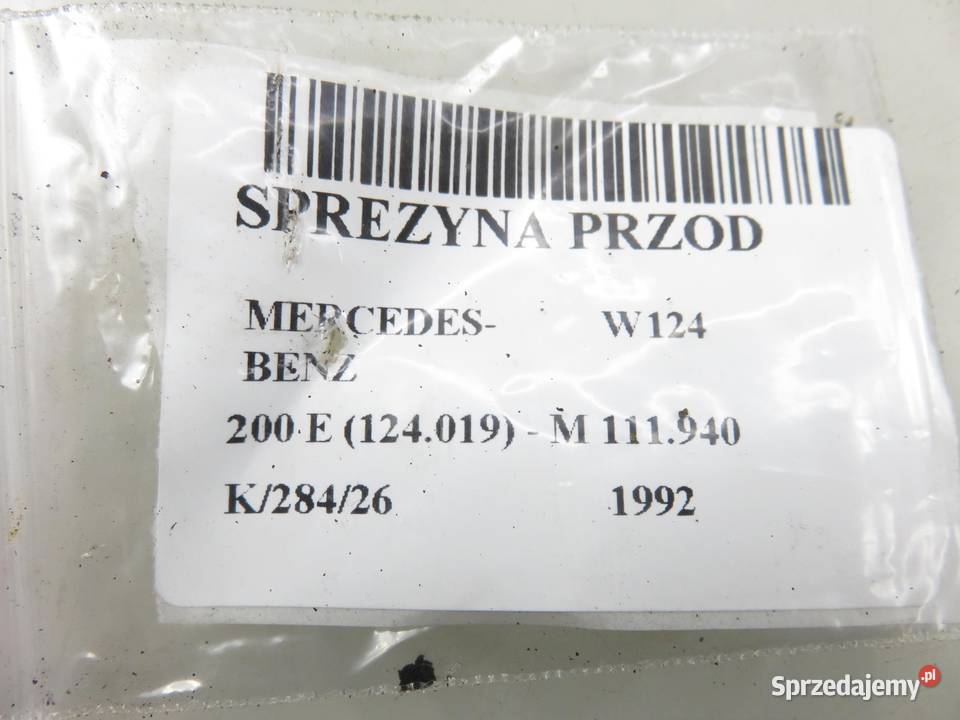 SPREZYNA PRZOD
MERCEDES- W124
BENZ
200 E (124.019) - M 111.940
K/284/26 1992
Sprzedajemy.pl